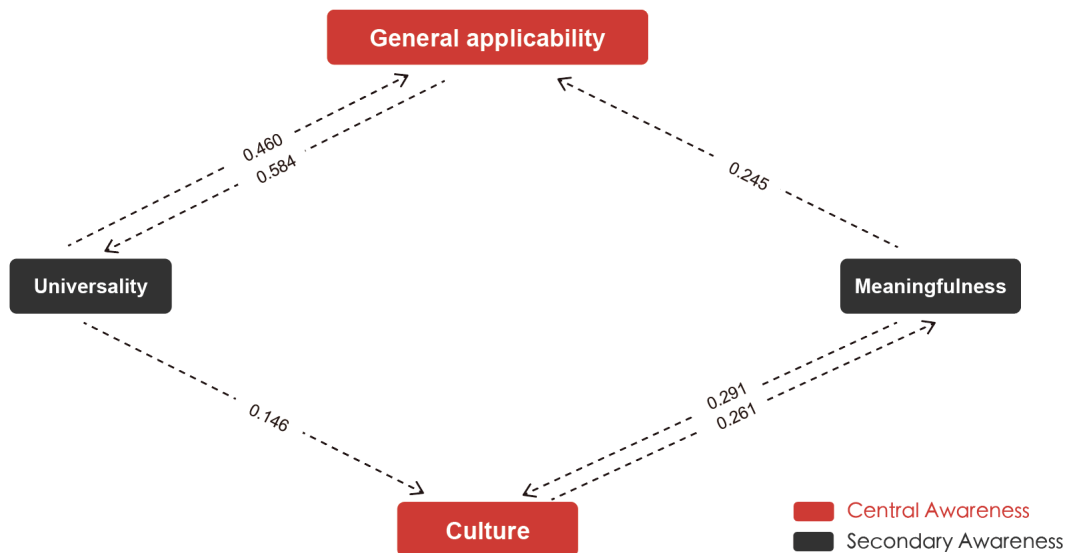 General applicability
0.460
0.584
0.245
Universality
Meaningfulness
0.291
0.261
0.146
Culture
Central Awareness
Secondary Awareness